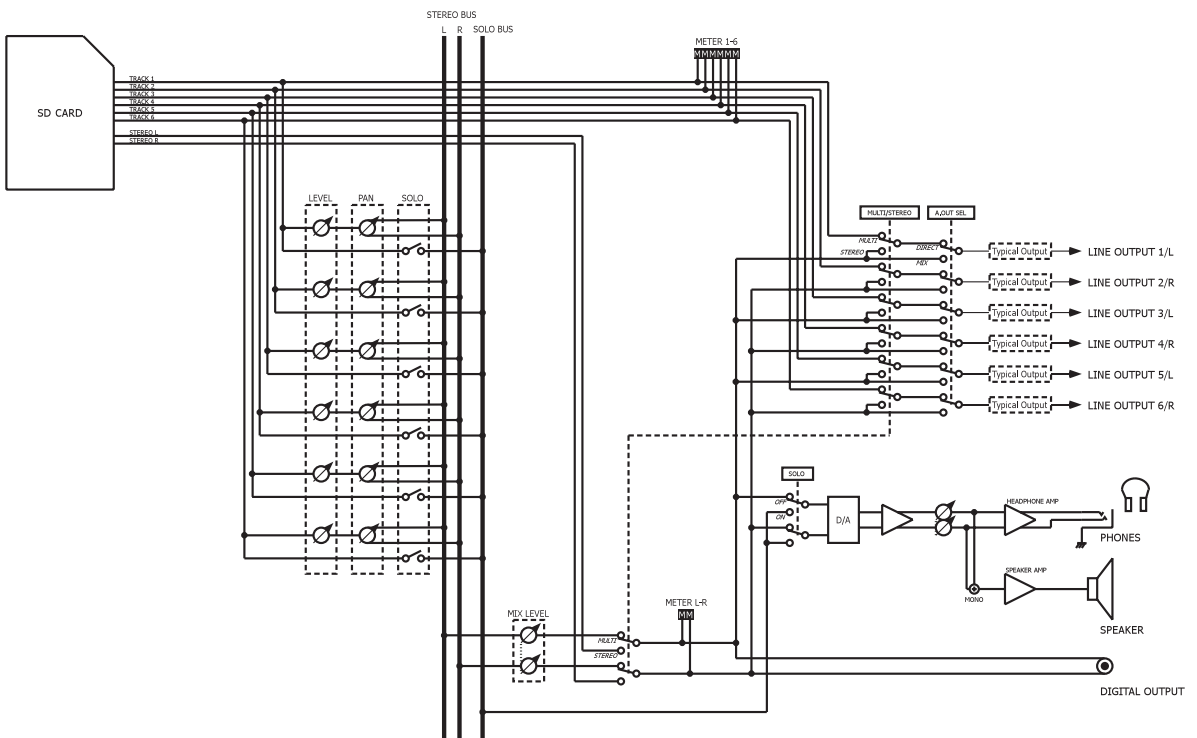 STEREO BUS
L R SOLO BUS
METER 1-6
M M M M M M
SD CARD
TRACK 1
TRACK 2
TRACK 3
TRACK 4
TRACK 5
TRACK 6
STEREO L
STEREO R
LEVEL PAN SOLO
MULTI/STEREO A.OUT SEL
MULTI
STEREO
DIRECT
MIX
Typical Output LINE OUTPUT 1/L
Typical Output LINE OUTPUT 2/R
Typical Output LINE OUTPUT 3/L
Typical Output LINE OUTPUT 4/R
Typical Output LINE OUTPUT 5/L
Typical Output LINE OUTPUT 6/R
SOLO
OFF
ON
D/A
HEADPHONE AMP
PHONES
SPEAKER AMP
MONO
SPEAKER
MIX LEVEL
METER L-R
M M
MULTI
STEREO
DIGITAL OUTPUT